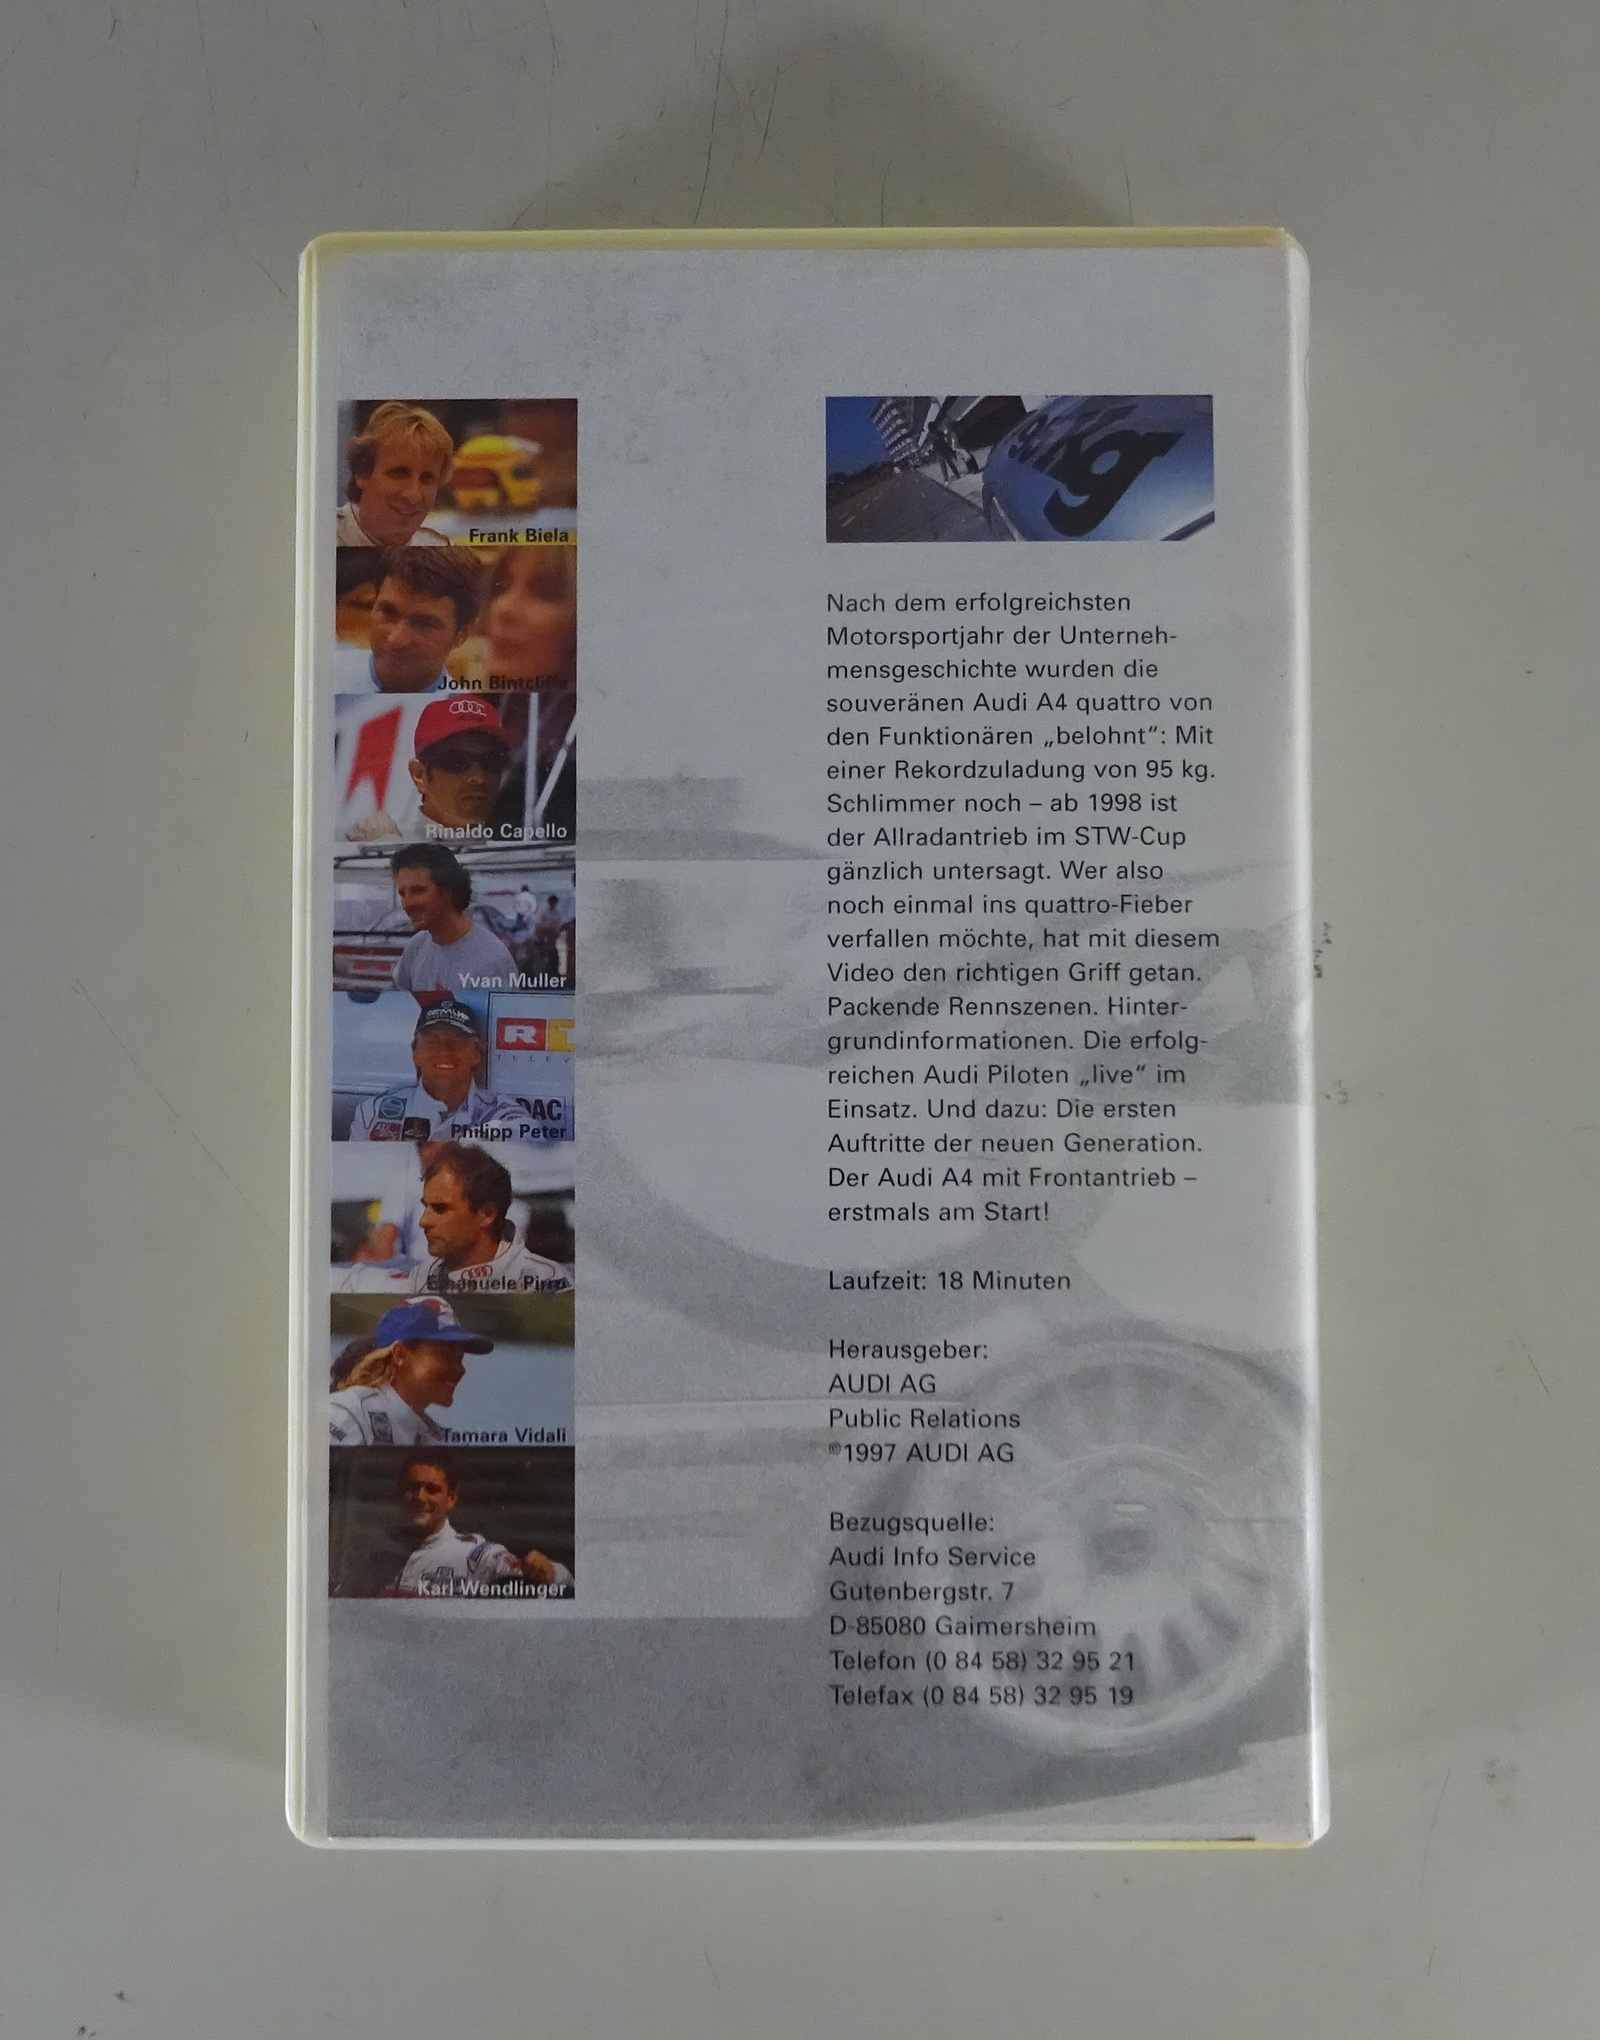 Frank Biela
John Bintcliffe
Rinaldo Capello
Yvan Muller
Philipp Peter
Emanuele Pirro
Tamara Vidali
Karl Wendlinger
95 kg
Nach dem erfolgreichsten
Motorsportjahr der Unterneh-
mensgeschichte wurden die
souveränen Audi A4 quattro von
den Funktionären „belohnt“: Mit
einer Rekordzuladung von 95 kg.
Schlimmer noch – ab 1998 ist
der Allradantrieb im STW-Cup
gänzlich untersagt. Wer also
noch einmal ins quattro-Fieber
verfallen möchte, hat mit diesem
Video den richtigen Griff getan.
Packende Rennszenen. Hinter-
grundinformationen. Die erfolg-
reichen Audi Piloten „live“ im
Einsatz. Und dazu: Die ersten
Auftritte der neuen Generation.
Der Audi A4 mit Frontantrieb –
erstmals am Start!
Laufzeit: 18 Minuten
Herausgeber:
AUDI AG
Public Relations
©1997 AUDI AG
Bezugsquelle:
Audi Info Service
Gutenbergstr. 7
D-85080 Gaimersheim
Telefon (0 84 58) 32 95 21
Telefax (0 84 58) 32 95 19